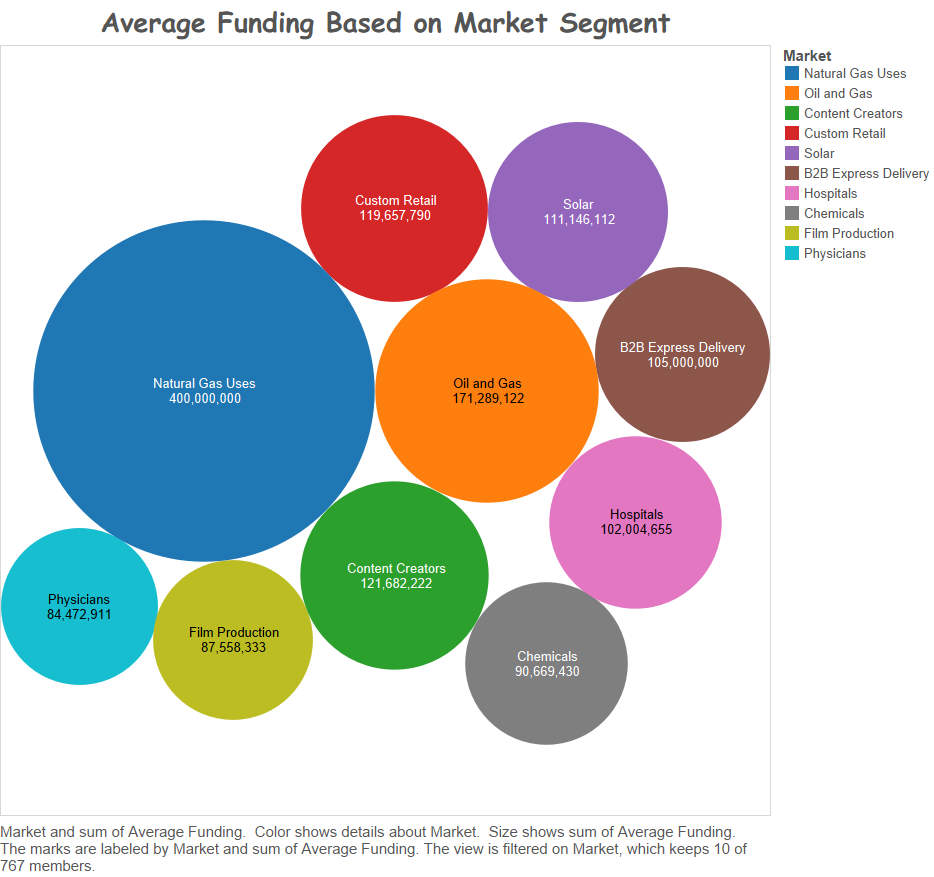 Average Funding Based on Market Segment
Market
Natural Gas Uses
Oil and Gas
Content Creators
Custom Retail
Solar
B2B Express Delivery
Hospitals
Chemicals
Film Production
Physicians
Custom Retail
119,657,790
Solar
111,146,112
B2B Express Delivery
105,000,000
Natural Gas Uses
400,000,000
Oil and Gas
171,289,122
Hospitals
102,004,655
Content Creators
121,682,222
Physicians
84,472,911
Film Production
87,558,333
Chemicals
90,669,430
Market and sum of Average Funding.  Color shows details about Market.  Size shows sum of Average Funding.
The marks are labeled by Market and sum of Average Funding. The view is filtered on Market, which keeps 10 of
767 members.